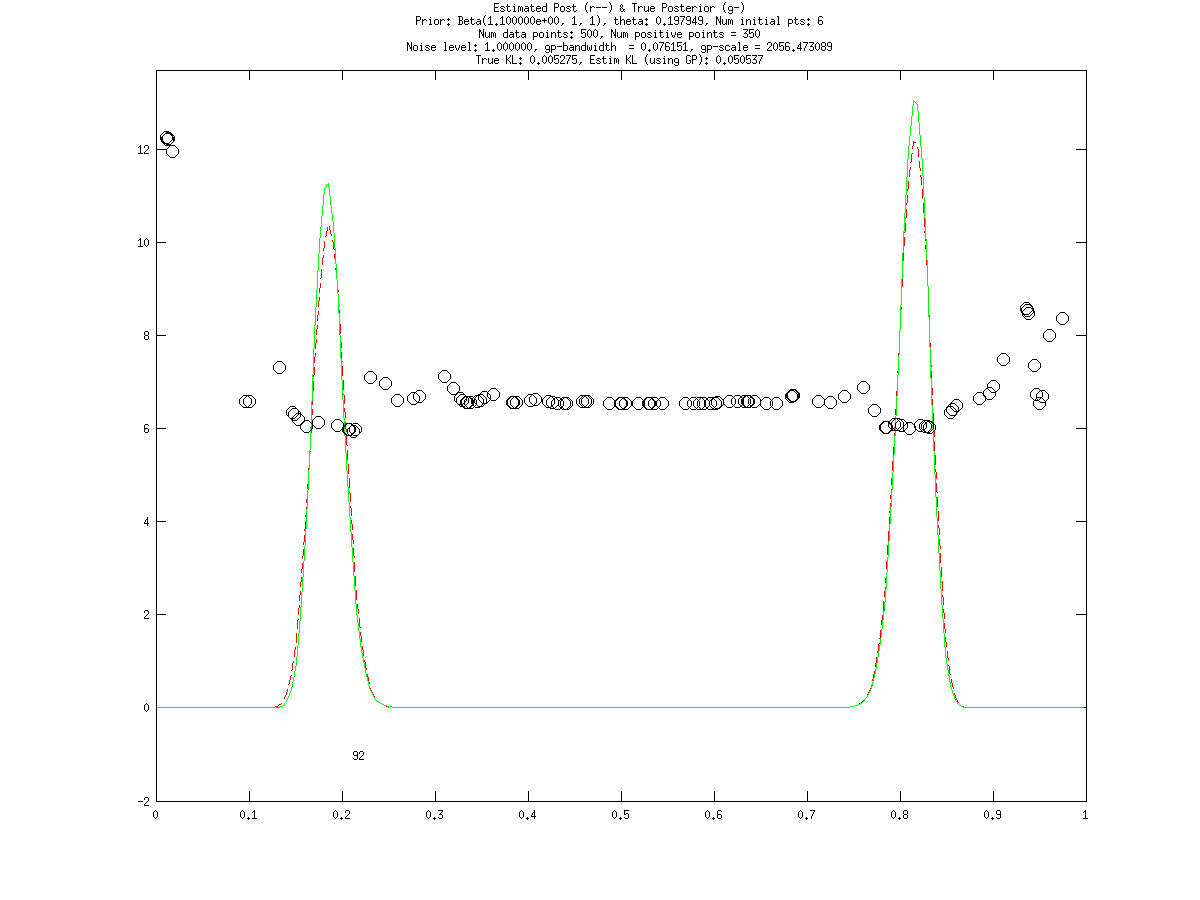 Estimated Post (r--) & True Posterior (g-)
Prior: Beta(1.100000e+00, 1, 1), theta: 0.197949, Num initial pts: 6
Num data points: 500, Num positive points = 350
Noise level: 1.000000, gp-bandwidth  = 0.076151, gp-scale = 2056.473089
True KL: 0.005275, Estim KL (using GP): 0.050537
12
10
8
6
4
2
0
92
-2
0 0.1 0.2 0.3 0.4 0.5 0.6 0.7 0.8 0.9 1